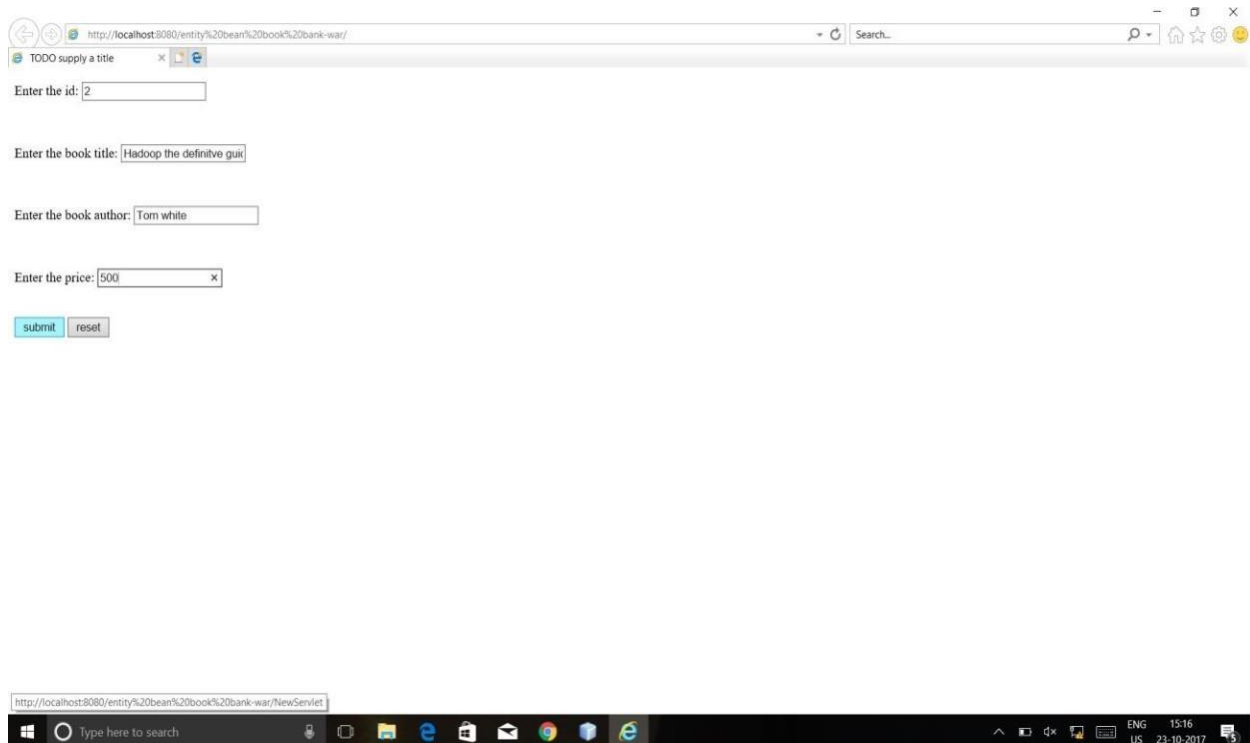 http://localhost:8080/entity%20bean%20book%20bank-war/
Search...
TODO supply a title
Enter the id: 2
Enter the book title: Hadoop the definitve guid
Enter the book author: Tom white
Enter the price: 500
submit reset
http://localhost:8080/entity%20bean%20book%20bank-war/NewServlet
Type here to search
ENG 15:16
US 23-10-2017
5